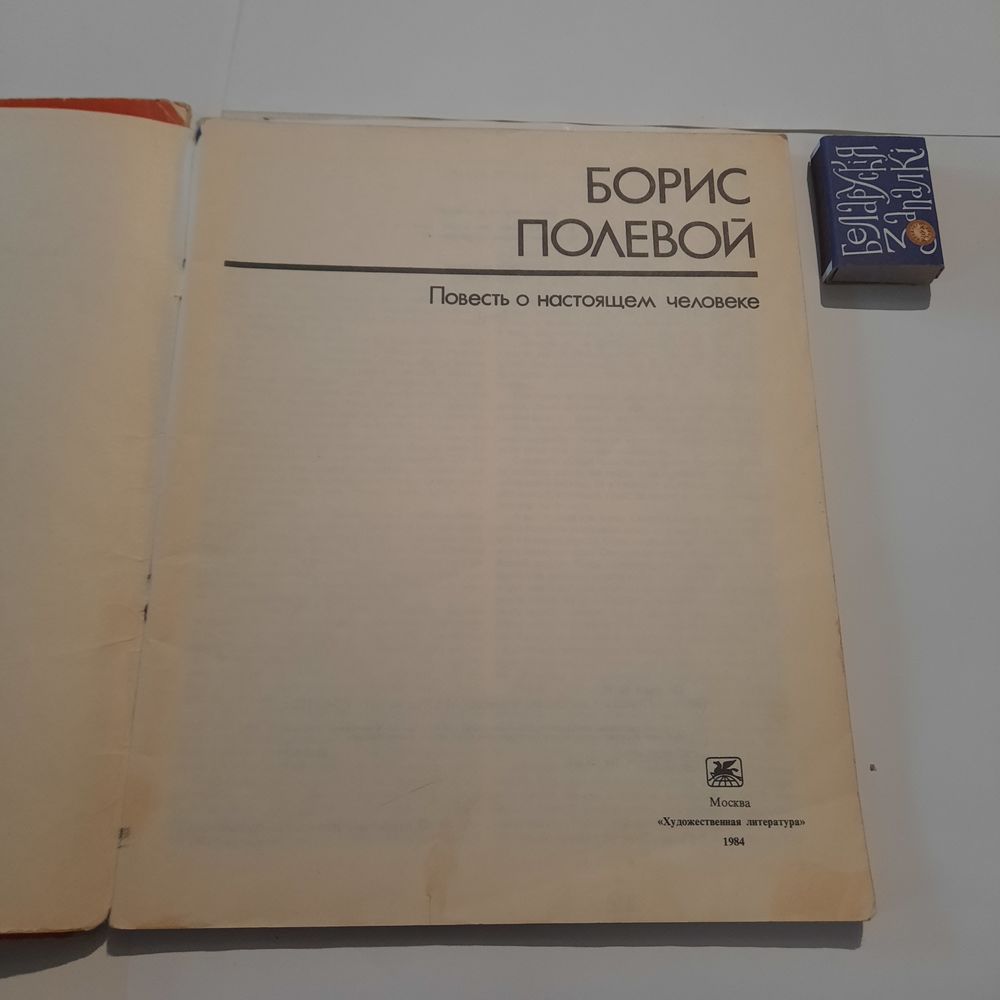 БОРИС
ПОЛЕВОЙ
Повесть о настоящем человеке
Москва
«Художественная литература»
1984
БеЛАРУСкІЯ
ЗАПАЛКІ